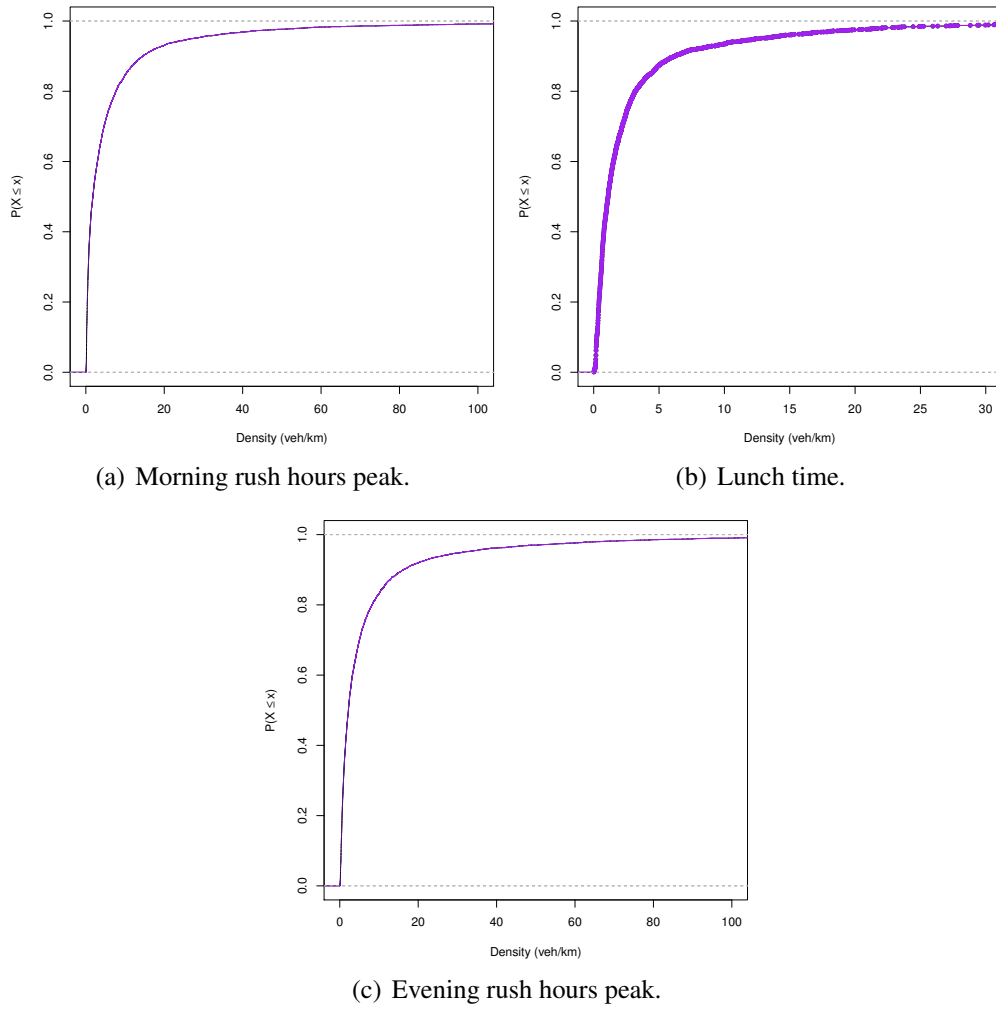 1.0
0.8
0.6
0.4
0.2
0.0
P(X ≤ x)
0 20 40 60 80 100
Density (veh/km)
(a) Morning rush hours peak.
1.0
0.8
0.6
0.4
0.2
0.0
P(X ≤ x)
0 5 10 15 20 25 30
Density (veh/km)
(b) Lunch time.
1.0
0.8
0.6
0.4
0.2
0.0
P(X ≤ x)
0 20 40 60 80 100
Density (veh/km)
(c) Evening rush hours peak.